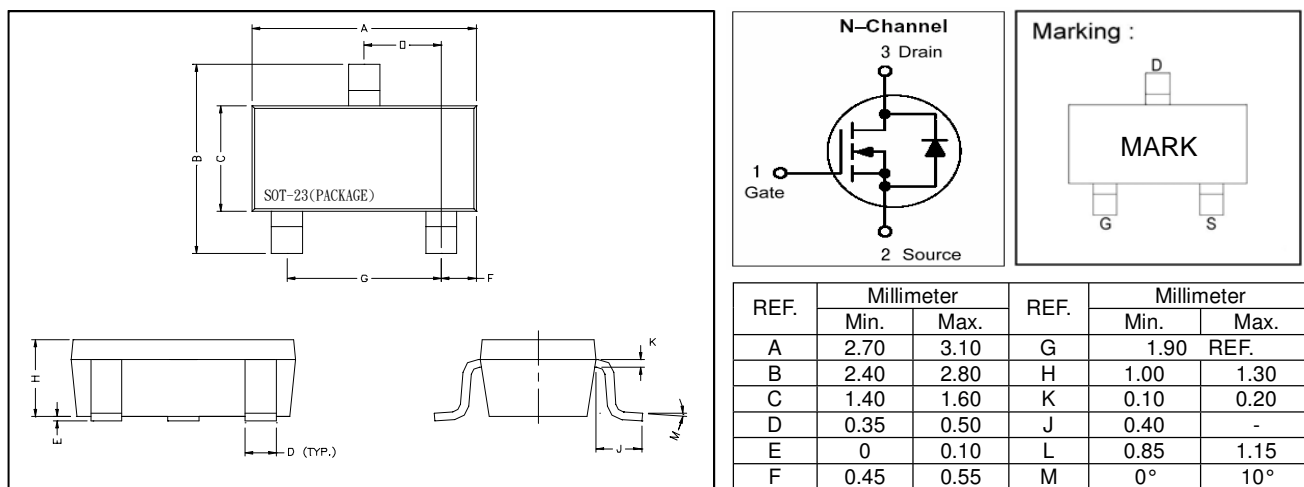 A
D
B
C
SOT-23(PACKAGE)
G
F
H
E
D (TYP.)
K
J
M
N–Channel
3 Drain
1
Gate
2 Source
Marking :
D
MARK
G
S
REF. Millimeter REF. Millimeter
Min. Max. Min. Max.
A 2.70 3.10 G 1.90 REF.
B 2.40 2.80 H 1.00 1.30
C 1.40 1.60 K 0.10 0.20
D 0.35 0.50 J 0.40 -
E 0 0.10 L 0.85 1.15
F 0.45 0.55 M 0° 10°